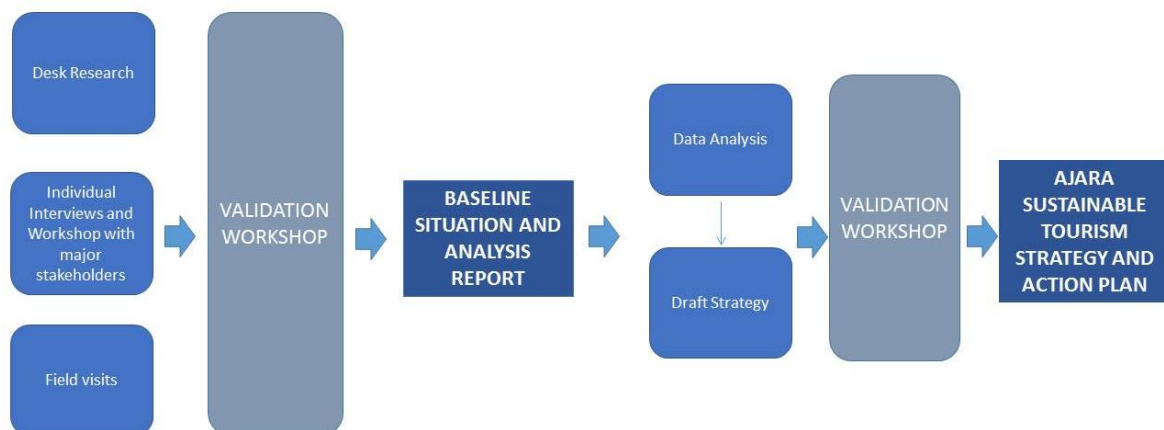 Desk Research
Individual
Interviews and
Workshop with
major
stakeholders
Field visits
VALIDATION
WORKSHOP
BASELINE
SITUATION AND
ANALYSIS
REPORT
Data Analysis
Draft Strategy
VALIDATION
WORKSHOP
AJARA
SUSTAINABLE
TOURISM
STRATEGY AND
ACTION PLAN